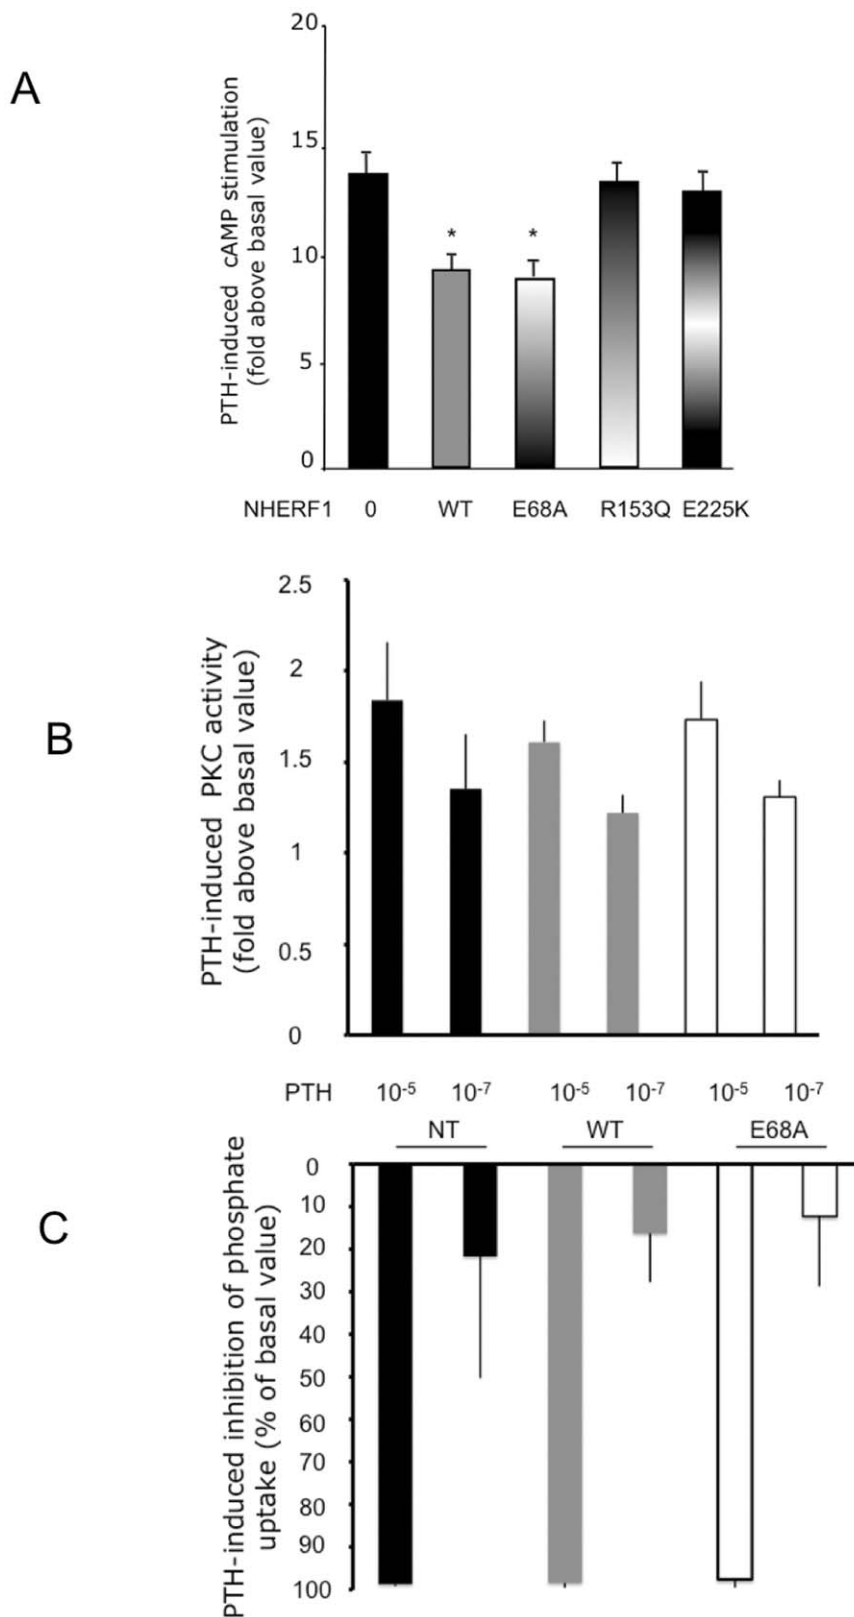 A
PTH-induced cAMP stimulation
(fold above basal value)
20
15
10
5
0
*
*
NHERF1 0 WT E68A R153Q E225K
B
PTH-induced PKC activity
(fold above basal value)
2.5
2
1.5
1
0.5
0
PTH 10-5 10-7 10-5 10-7 10-5 10-7
NT WT E68A
C
PTH-induced inhibition of phosphate
uptake (% of basal value)
0
10
20
30
40
50
60
70
80
90
100